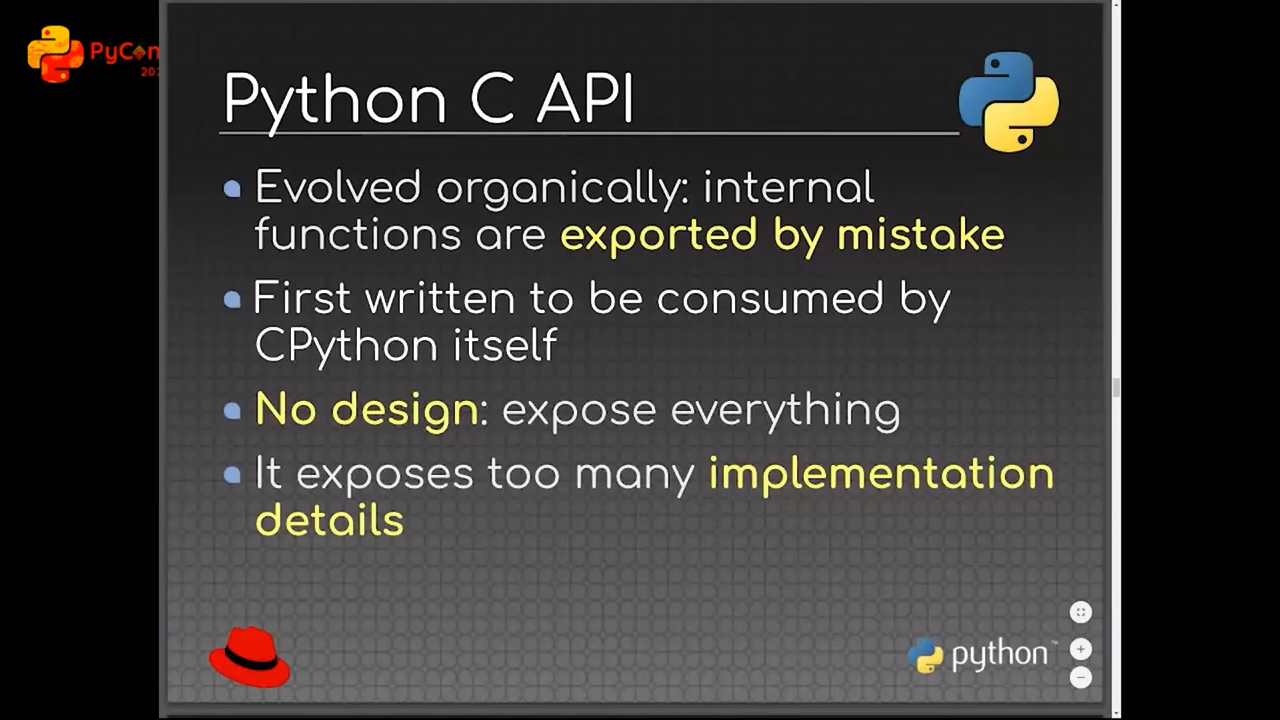 PyCon
Python C API
Evolved organically: internal
functions are exported by mistake
First written to be consumed by
CPython itself
No design: expose everything
It exposes too many implementation
details
python™